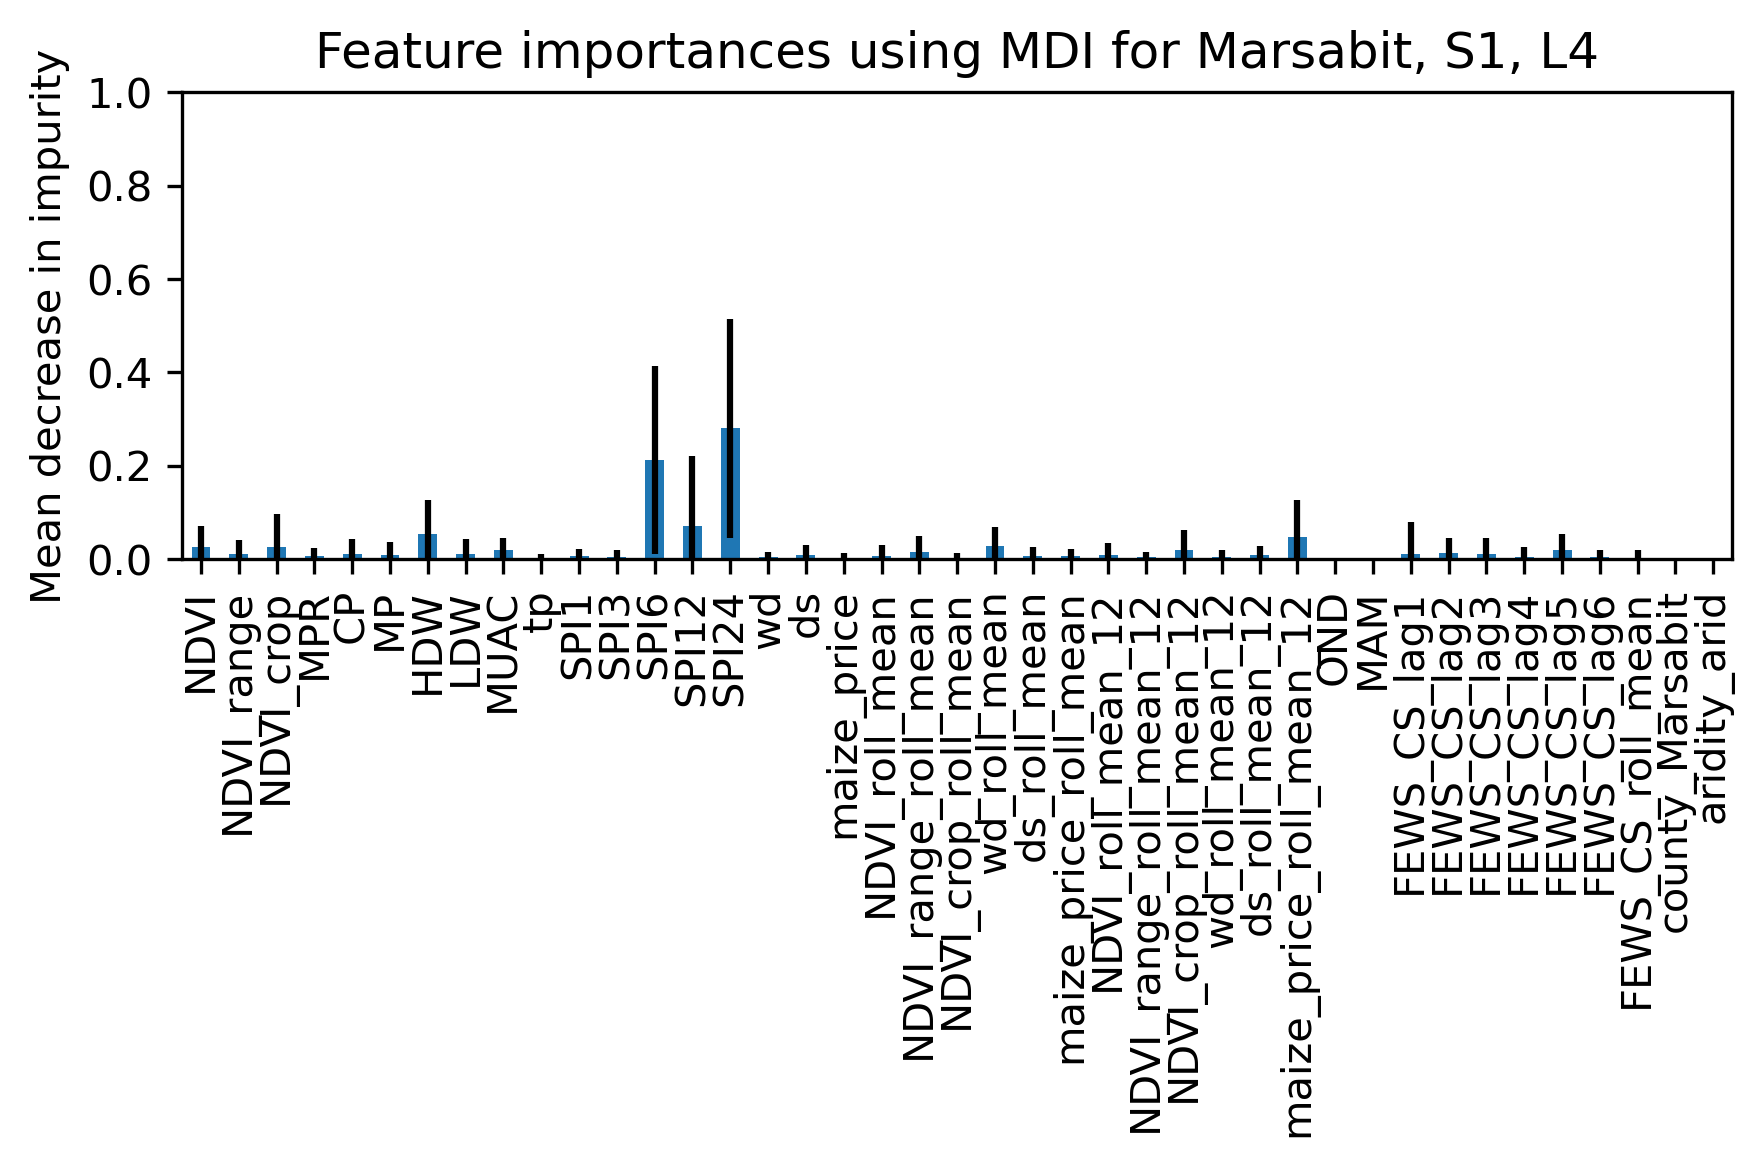 Feature importances using MDI for Marsabit, S1, L4
Mean decrease in impurity
1.0
0.8
0.6
0.4
0.2
0.0
NDVI
NDVI_range
NDVI_crop
MPR
CP
MP
HDW
LDW
MUAC
tp
SPI1
SPI3
SPI6
SPI12
SPI24
wd
ds
maize_price
NDVI_roll_mean
NDVI_range_roll_mean
NDVI_crop_roll_mean
wd_roll_mean
ds_roll_mean
maize_price_roll_mean
NDVI_roll_mean_12
NDVI_range_roll_mean_12
NDVI_crop_roll_mean_12
wd_roll_mean_12
ds_roll_mean_12
maize_price_roll_mean_12
OND
MAM
FEWS_CS_lag1
FEWS_CS_lag2
FEWS_CS_lag3
FEWS_CS_lag4
FEWS_CS_lag5
FEWS_CS_lag6
FEWS_CS_roll_mean
county_Marsabit
aridity_arid